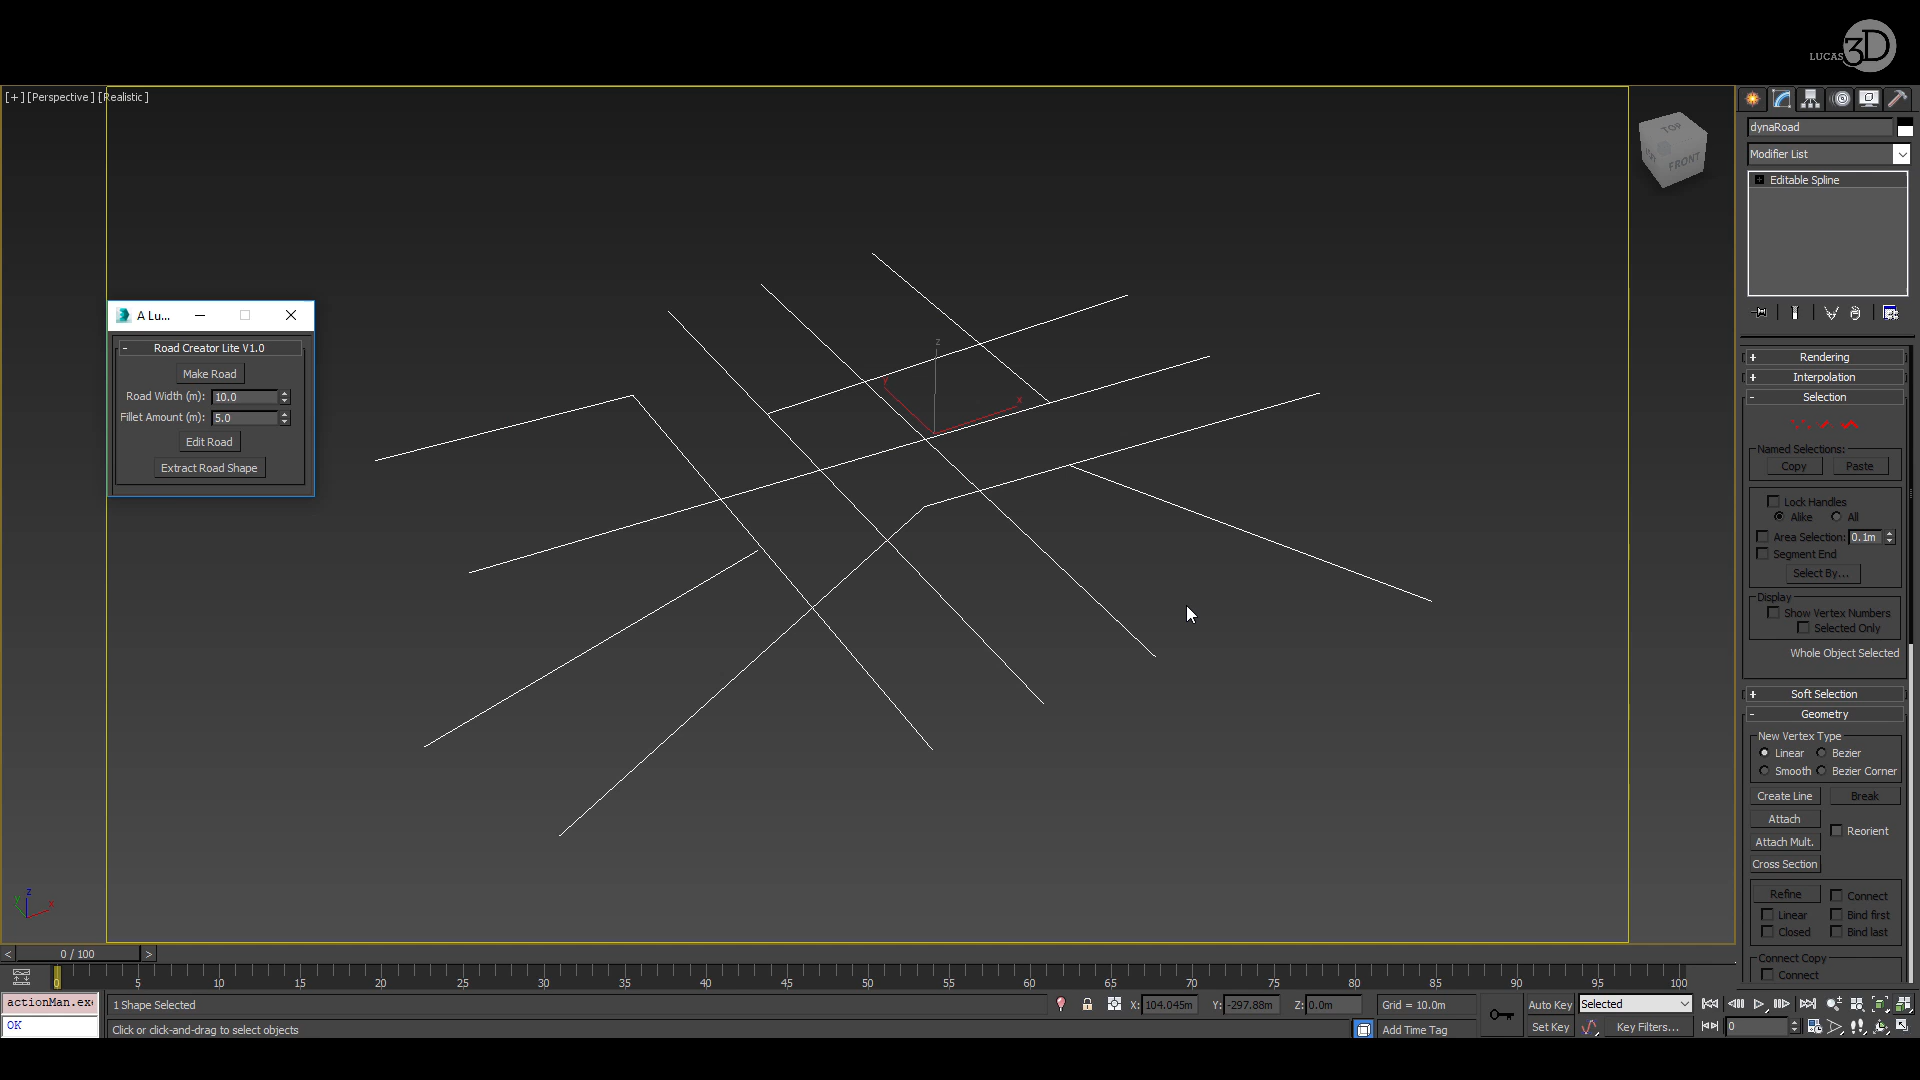 LUCAS 3D
[+] [Perspective] [Realistic]
TOP
FRONT
z
y
x
A Lu...
Road Creator Lite V1.0
Make Road
Road Width (m): 10.0
Fillet Amount (m): 5.0
Edit Road
Extract Road Shape
dynaRoad
Modifier List
Editable Spline
Rendering
Interpolation
Selection
Named Selections:
Copy Paste
Lock Handles
Alike All
Area Selection: 0.1m
Segment End
Select By...
Display
Show Vertex Numbers
Selected Only
Whole Object Selected
Soft Selection
Geometry
New Vertex Type
Linear Bezier
Smooth Bezier Corner
Create Line Break
Attach
Reorient
Attach Mult.
Cross Section
Refine Connect
Linear Bind first
Closed Bind last
Connect Copy
Connect
z
y
x
< 0 / 100 >
0 5 10 15 20 25 30 35 40 45 50 55 60 65 70 75 80 85 90 95 100
actionMan.exe
OK
1 Shape Selected
X: 104.045m Y: -297.88m Z: 0.0m
Grid = 10.0m
Auto Key Selected
Click or click-and-drag to select objects
Add Time Tag
Set Key Key Filters...
0